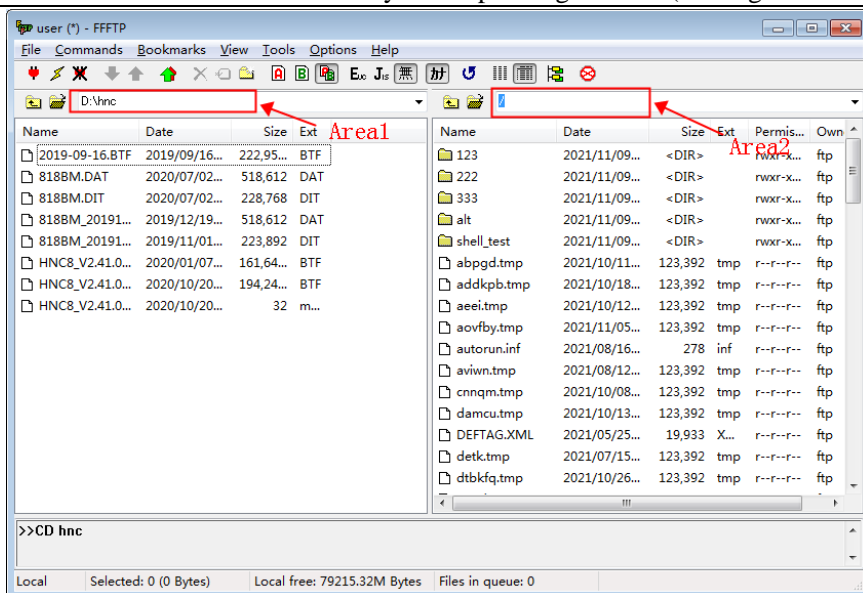 user (*) - FFFTP
File Commands Bookmarks View Tools Options Help
A B Euc JIS 無 カナ
D:\hnc
/
Area1
Area2
Name Date Size Ext
2019-09-16.BTF 2019/09/16... 222,95... BTF
818BM.DAT 2020/07/02... 518,612 DAT
818BM.DIT 2020/07/02... 228,768 DIT
818BM_20191... 2019/12/19... 518,612 DAT
818BM_20191... 2019/11/01... 223,892 DIT
HNC8_V2.41.0... 2020/01/07... 161,64... BTF
HNC8_V2.41.0... 2020/10/20... 194,24... BTF
HNC8_V2.41.0... 2020/10/20... 32 m...
Name Date Size Ext Permis... Own
123 2021/11/09... <DIR> rwxr-x... ftp
222 2021/11/09... <DIR> rwxr-x... ftp
333 2021/11/09... <DIR> rwxr-x... ftp
alt 2021/11/09... <DIR> rwxr-x... ftp
shell_test 2021/11/09... <DIR> rwxr-x... ftp
abpgd.tmp 2021/10/11... 123,392 tmp r--r--r-- ftp
addkpb.tmp 2021/10/18... 123,392 tmp r--r--r-- ftp
aeei.tmp 2021/10/12... 123,392 tmp r--r--r-- ftp
aovfby.tmp 2021/11/05... 123,392 tmp r--r--r-- ftp
autorun.inf 2021/08/16... 278 inf r--r--r-- ftp
aviwn.tmp 2021/08/12... 123,392 tmp r--r--r-- ftp
cnnqm.tmp 2021/10/08... 123,392 tmp r--r--r-- ftp
damcu.tmp 2021/10/13... 123,392 tmp r--r--r-- ftp
DEFTAG.XML 2021/05/25... 19,933 X... r--r--r-- ftp
detk.tmp 2021/07/15... 123,392 tmp r--r--r-- ftp
dtbkfq.tmp 2021/10/26... 123,392 tmp r--r--r-- ftp
>>CD hnc
Local Selected: 0 (0 Bytes) Local free: 79215.32M Bytes Files in queue: 0